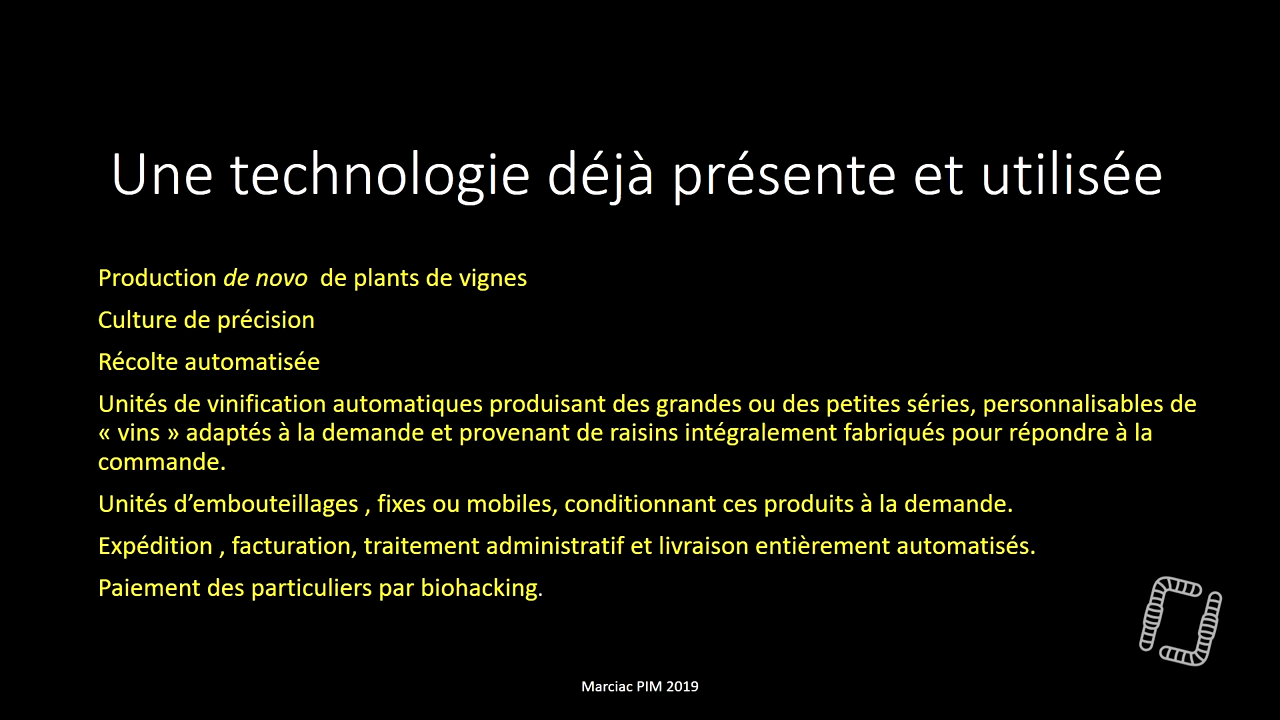 Une technologie déjà présente et utilisée
Production de novo  de plants de vignes
Culture de précision
Récolte automatisée
Unités de vinification automatiques produisant des grandes ou des petites séries, personnalisables de
« vins » adaptés à la demande et provenant de raisins intégralement fabriqués pour répondre à la
commande.
Unités d’embouteillages , fixes ou mobiles, conditionnant ces produits à la demande.
Expédition , facturation, traitement administratif et livraison entièrement automatisés.
Paiement des particuliers par biohacking.
Marciac PIM 2019